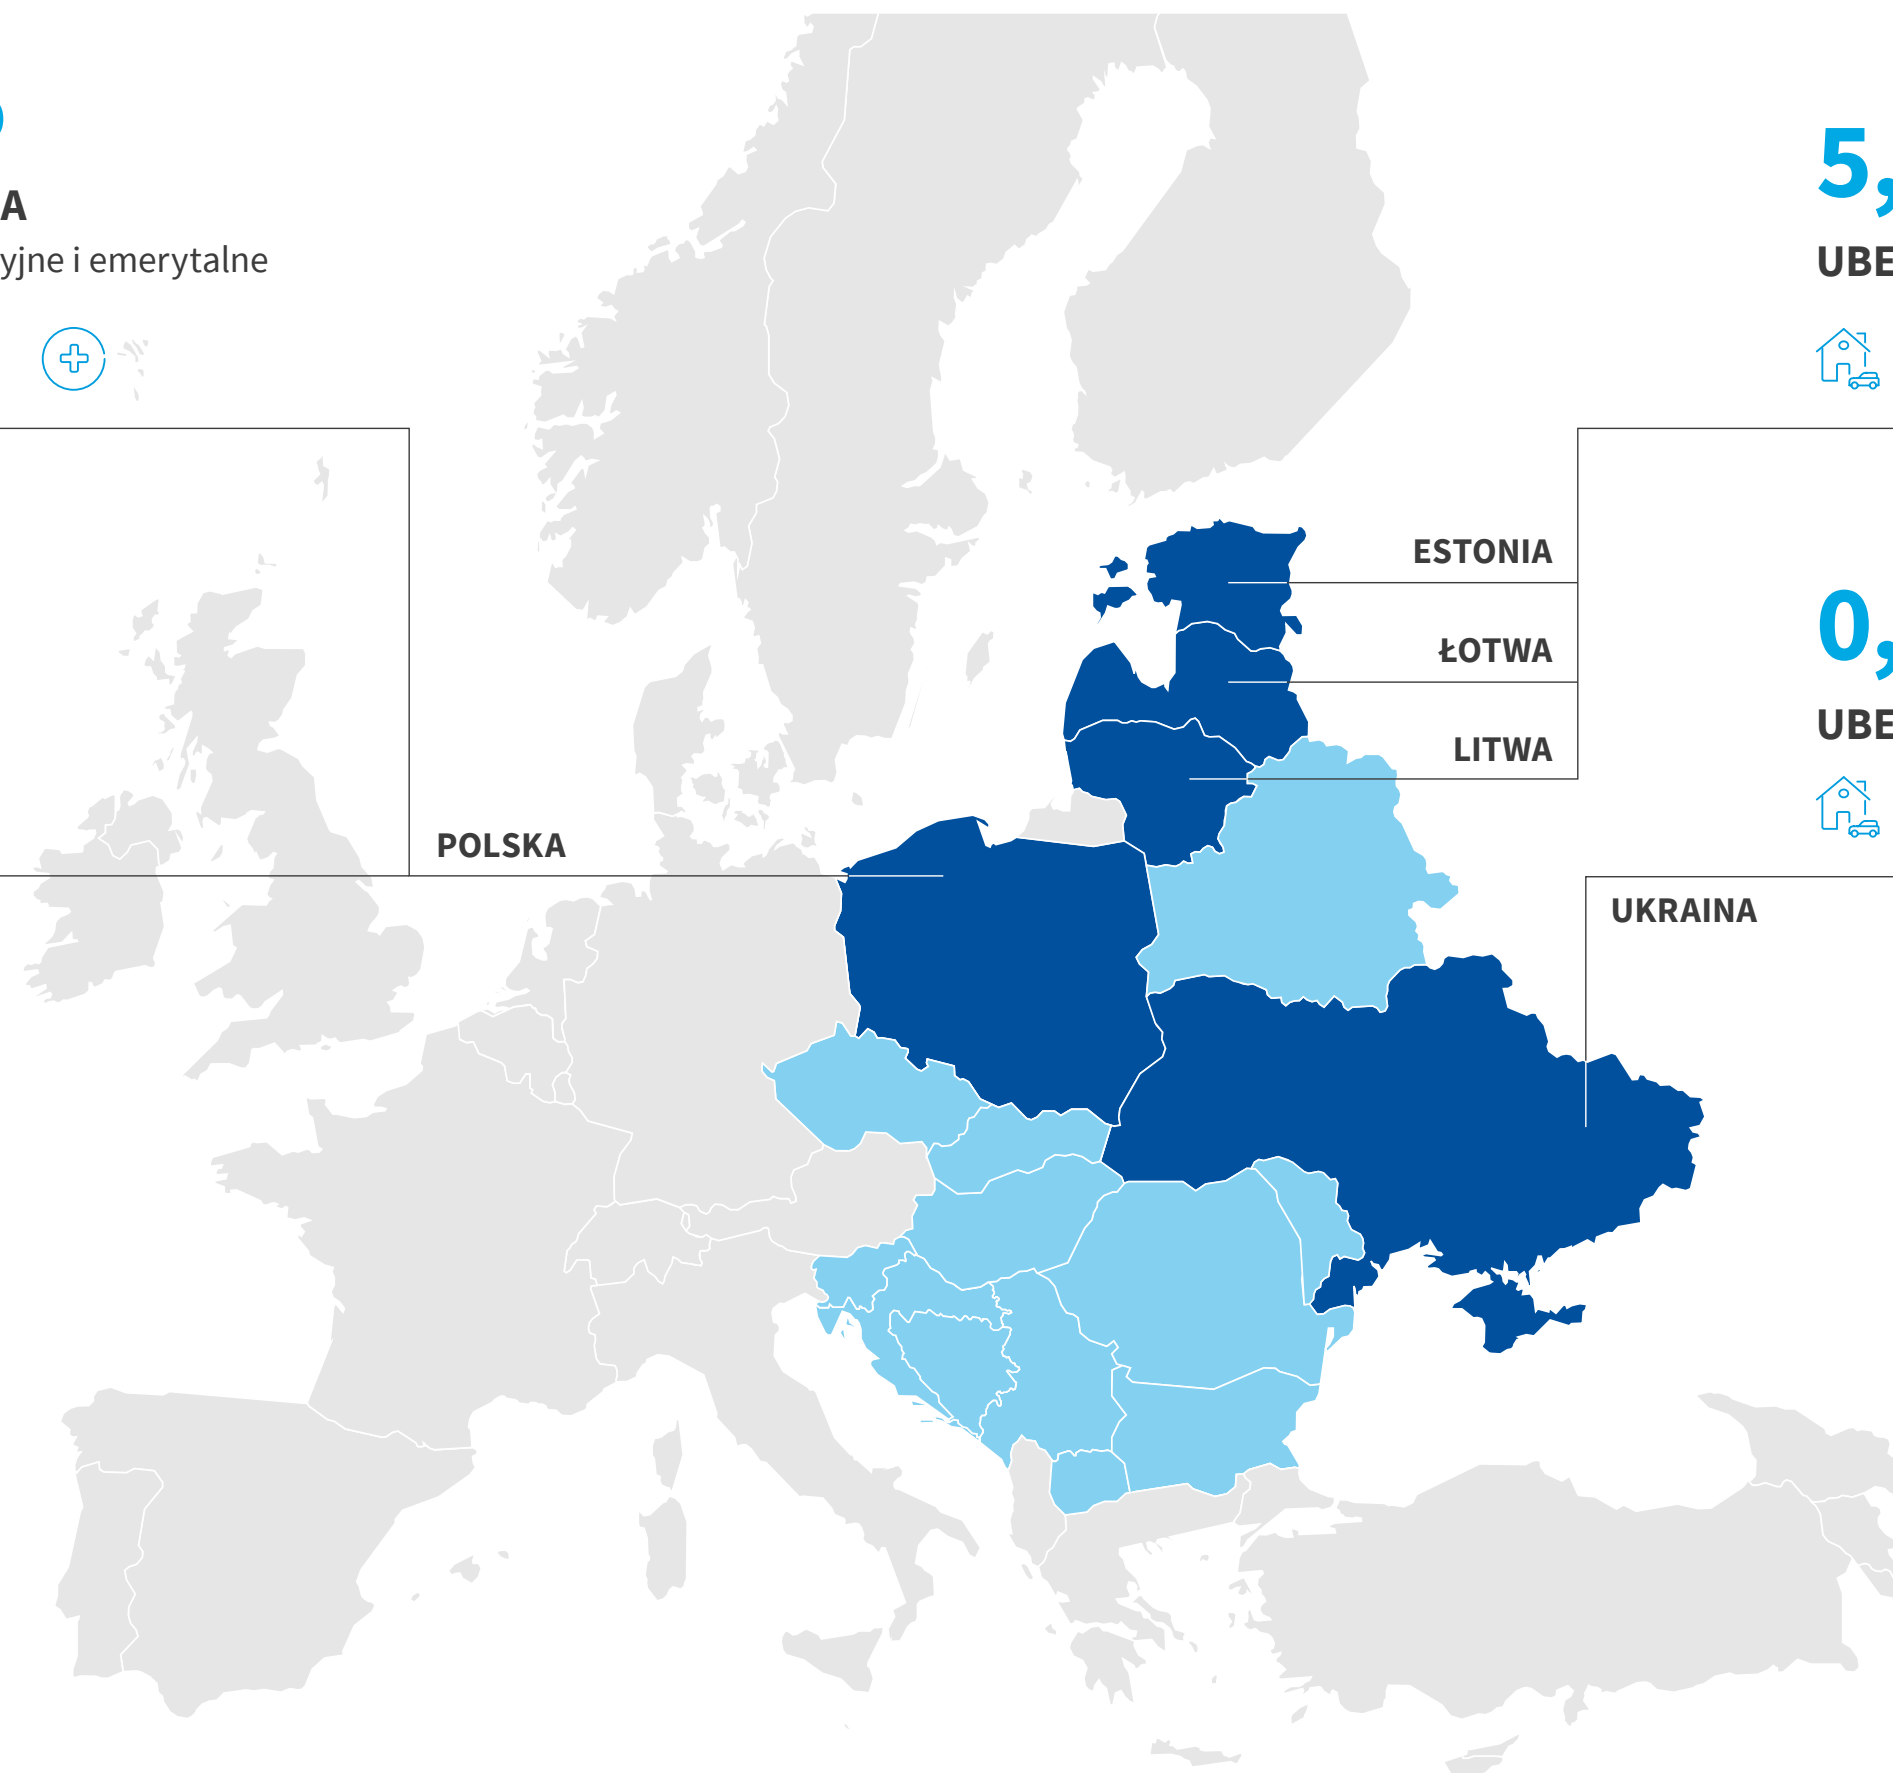 yjne i emerytalne
5,
UBE
ESTONIA
ŁOTWA
LITWA
0,
UBE
POLSKA
UKRAINA